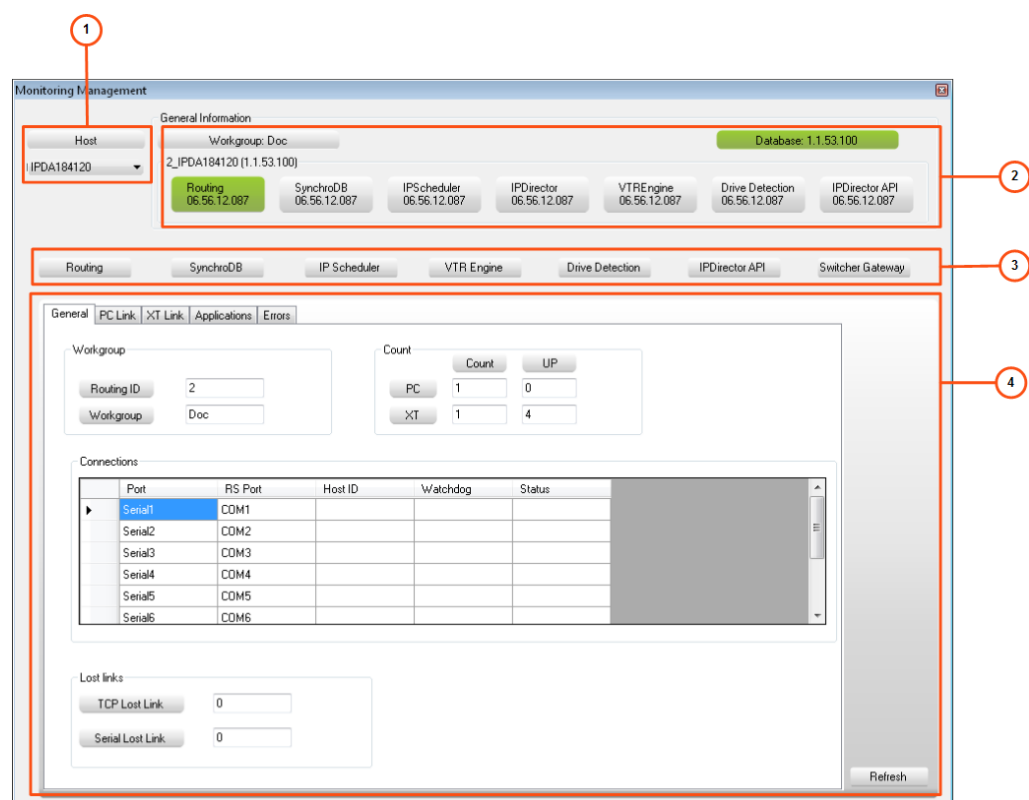 1
Monitoring Management
General Information
Host
Workgroup: Doc
Database: 1.1.53.100
IPDA184120
2_IPDA184120 (1.1.53.100)
2
Routing
06.56.12.087
SynchroDB
06.56.12.087
IPScheduler
06.56.12.087
IPDirector
06.56.12.087
VTREngine
06.56.12.087
Drive Detection
06.56.12.087
IPDirector API
06.56.12.087
Routing SynchroDB IP Scheduler VTR Engine Drive Detection IPDirector API Switcher Gateway
3
General PC Link XT Link Applications Errors
Workgroup
Routing ID 2
Workgroup Doc
Count
Count UP
PC 1 0
XT 1 4
4
Connections
Port RS Port Host ID Watchdog Status
Serial1 COM1
Serial2 COM2
Serial3 COM3
Serial4 COM4
Serial5 COM5
Serial6 COM6
Lost links
TCP Lost Link 0
Serial Lost Link 0
Refresh